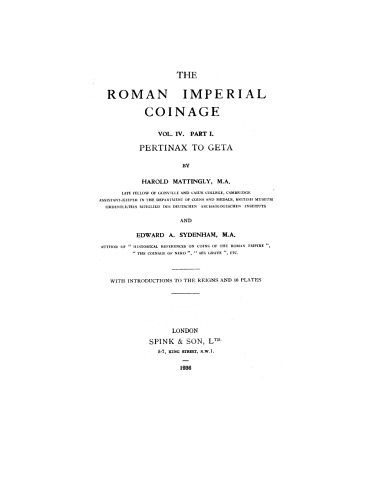 THE
ROMAN IMPERIAL
COINAGE
VOL. IV. PART I.
PERTINAX TO GETA
BY
HAROLD MATTINGLY, M.A.
LATE FELLOW OF GONVILLE AND CAIUS COLLEGE, CAMBRIDGE
ASSISTANT-KEEPER IN THE DEPARTMENT OF COINS AND MEDALS, BRITISH MUSEUM
ORDENTLICHES MITGLIED DES DEUTSCHEN ARCHAEOLOGISCHEN INSTITUTS
AND
EDWARD A. SYDENHAM, M.A.
AUTHOR OF " HISTORICAL REFERENCES ON COINS OF THE ROMAN EMPIRE ",
" THE COINAGE OF NERO ", " AES GRAVE ", ETC.
WITH INTRODUCTIONS TO THE REIGNS AND 16 PLATES
LONDON
SPINK & SON, LTD.
5-7, KING STREET, S.W.1.
1936